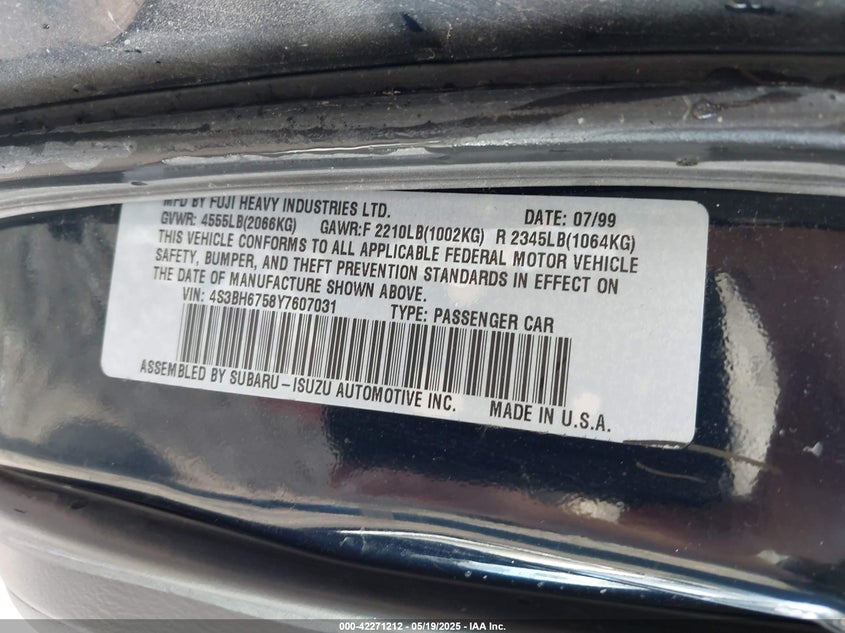 MFD BY FUJI HEAVY INDUSTRIES LTD. DATE: 07/99
GVWR: 4555LB(2066KG) GAWR:F 2210LB(1002KG) R 2345LB(1064KG)
THIS VEHICLE CONFORMS TO ALL APPLICABLE FEDERAL MOTOR VEHICLE
SAFETY, BUMPER, AND THEFT PREVENTION STANDARDS IN EFFECT ON
THE DATE OF MANUFACTURE SHOWN ABOVE.
VIN: 4S3BH6758Y7607031 TYPE: PASSENGER CAR
ASSEMBLED BY SUBARU-ISUZU AUTOMOTIVE INC. MADE IN U.S.A.
000-42271212 - 05/19/2025 - IAA Inc.